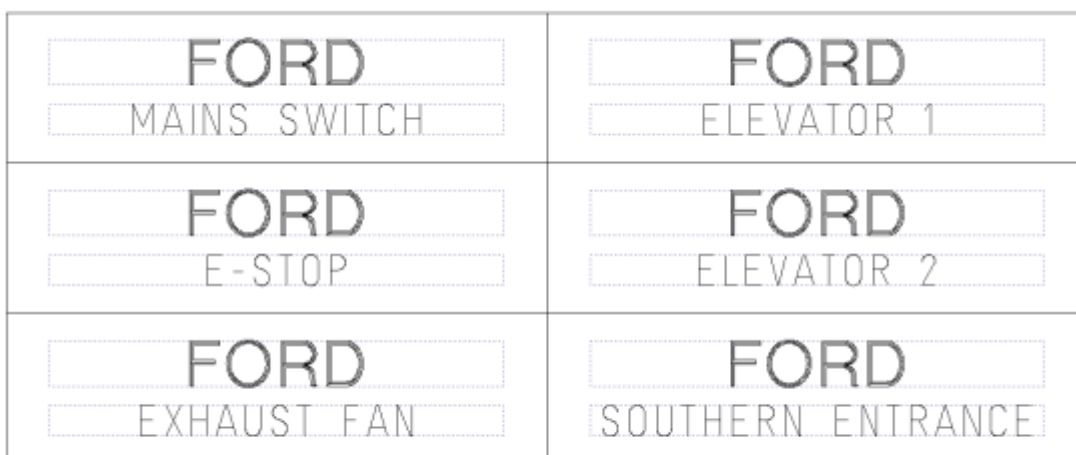 FORD
MAINS SWITCH
FORD
ELEVATOR 1
FORD
E-STOP
FORD
ELEVATOR 2
FORD
EXHAUST FAN
FORD
SOUTHERN ENTRANCE